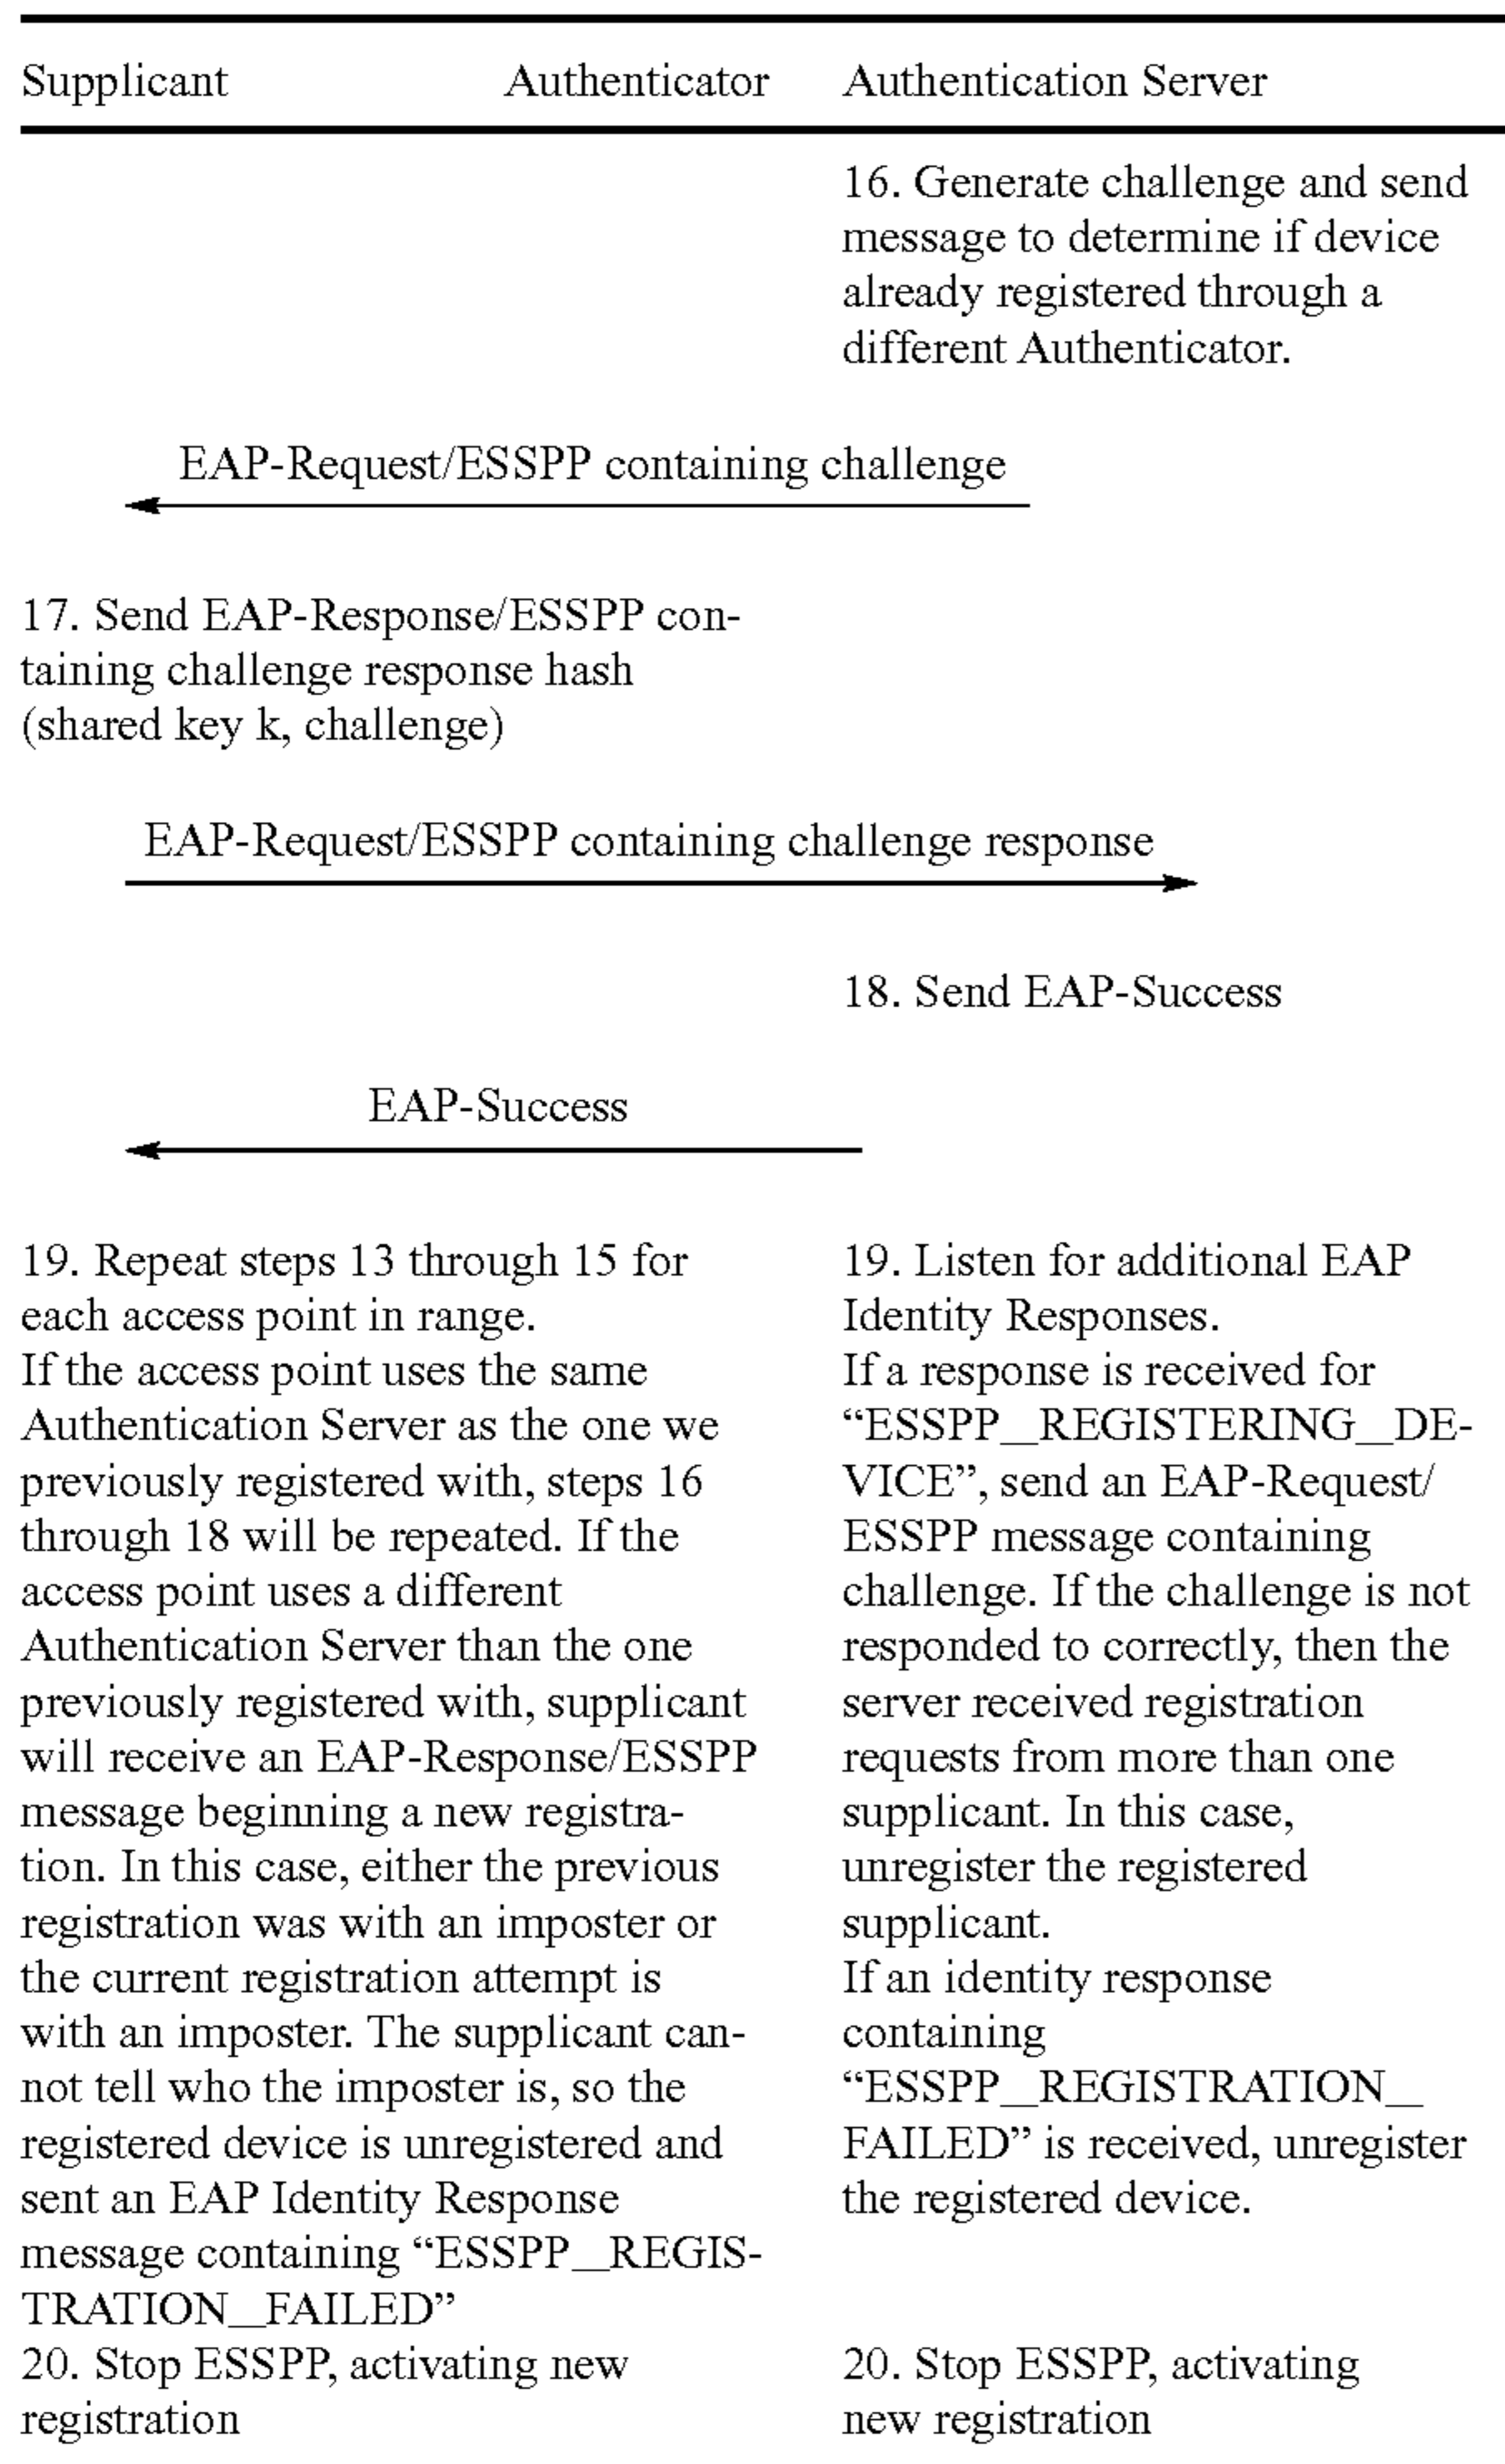 Supplicant Authenticator Authentication Server
16. Generate challenge and send
message to determine if device
already registered through a
different Authenticator.
EAP-Request/ESSPP containing challenge
17. Send EAP-Response/ESSPP con-
taining challenge response hash
(shared key k, challenge)
EAP-Request/ESSPP containing challenge response
18. Send EAP-Success
EAP-Success
19. Repeat steps 13 through 15 for
each access point in range.
If the access point uses the same
Authentication Server as the one we
previously registered with, steps 16
through 18 will be repeated. If the
access point uses a different
Authentication Server than the one
previously registered with, supplicant
will receive an EAP-Response/ESSPP
message beginning a new registra-
tion. In this case, either the previous
registration was with an imposter or
the current registration attempt is
with an imposter. The supplicant can-
not tell who the imposter is, so the
registered device is unregistered and
sent an EAP Identity Response
message containing “ESSPP__REGIS-
TRATION__FAILED”
19. Listen for additional EAP
Identity Responses.
If a response is received for
“ESSPP__REGISTERING__DE-
VICE”, send an EAP-Request/
ESSPP message containing
challenge. If the challenge is not
responded to correctly, then the
server received registration
requests from more than one
supplicant. In this case,
unregister the registered
supplicant.
If an identity response
containing
“ESSPP__REGISTRATION__
FAILED” is received, unregister
the registered device.
20. Stop ESSPP, activating new
registration
20. Stop ESSPP, activating
new registration